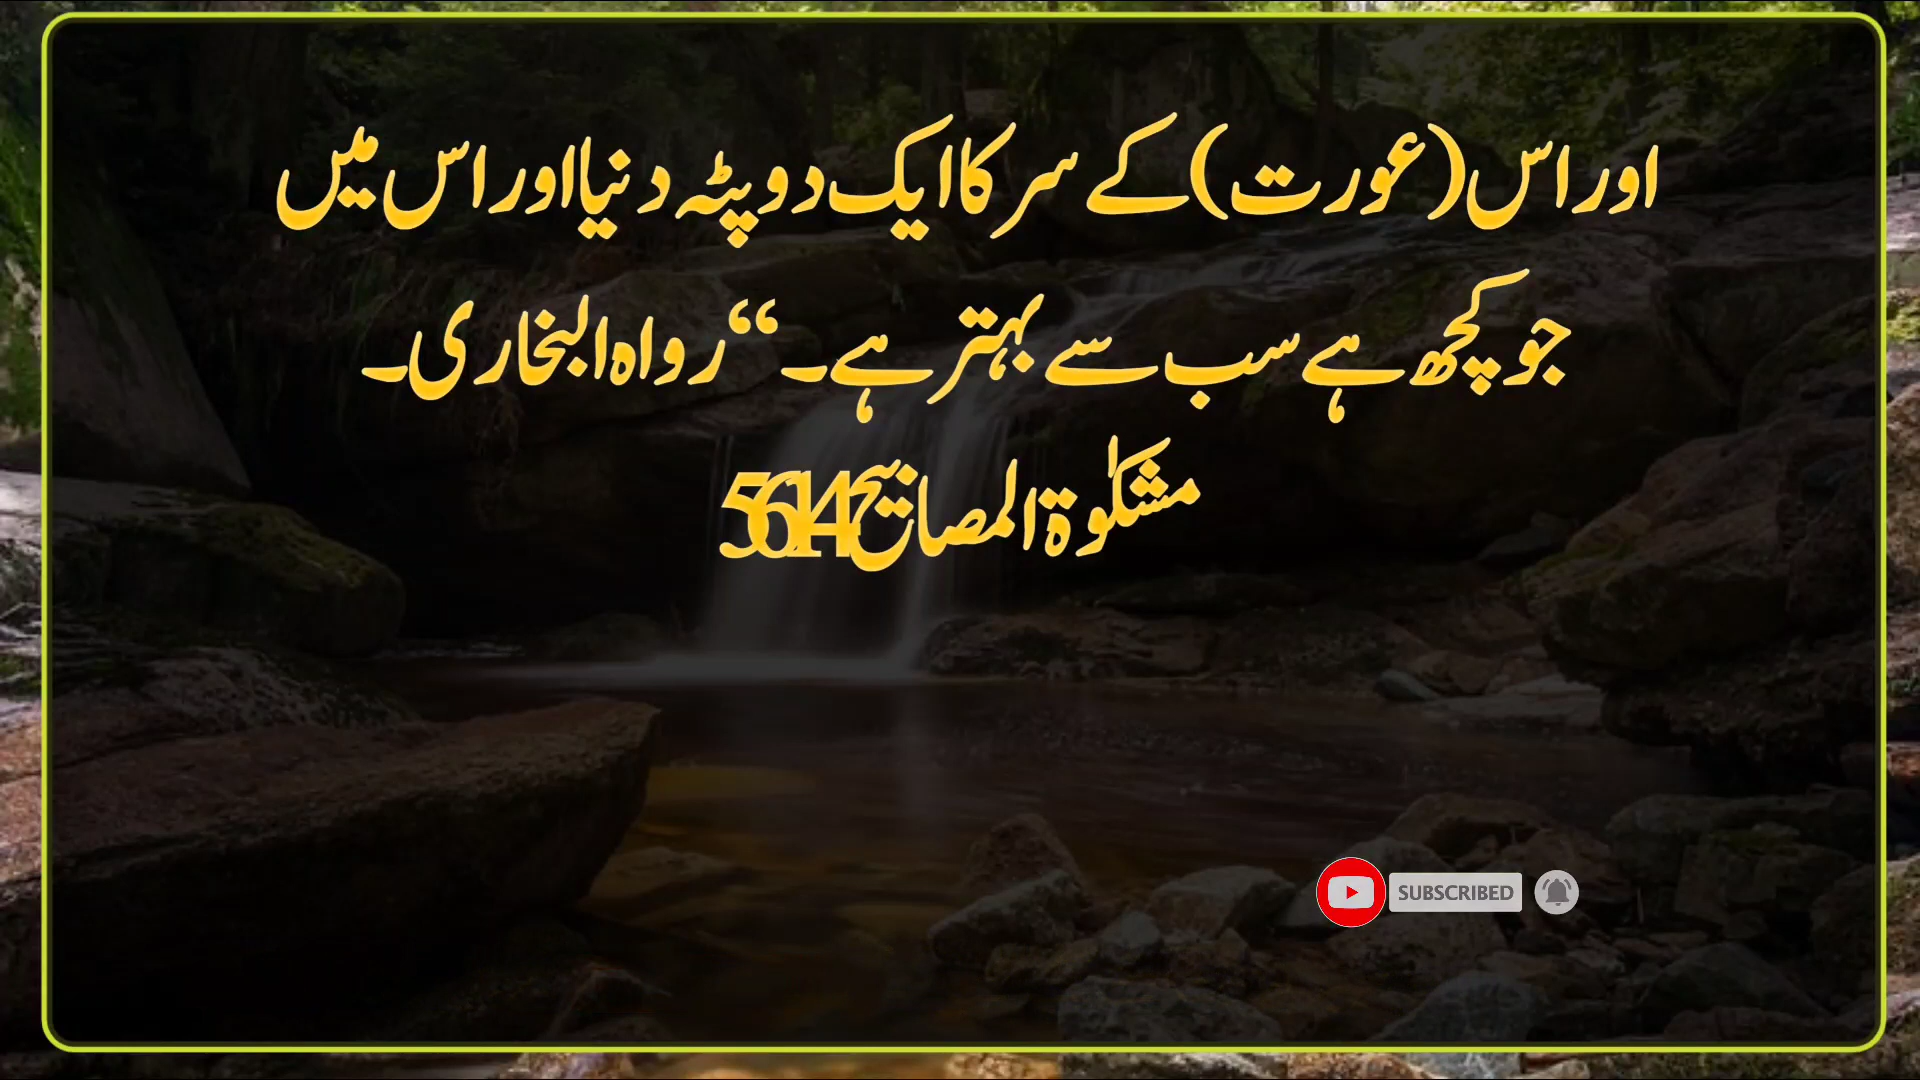 اور اس (عورت) کے سر کا ایک دوپٹہ دنیا اور اس میں
جو کچھ ہے سب سے بہتر ہے۔“ رواہ البخاری۔
مشکوٰۃ المصابیح 5614
SUBSCRIBED